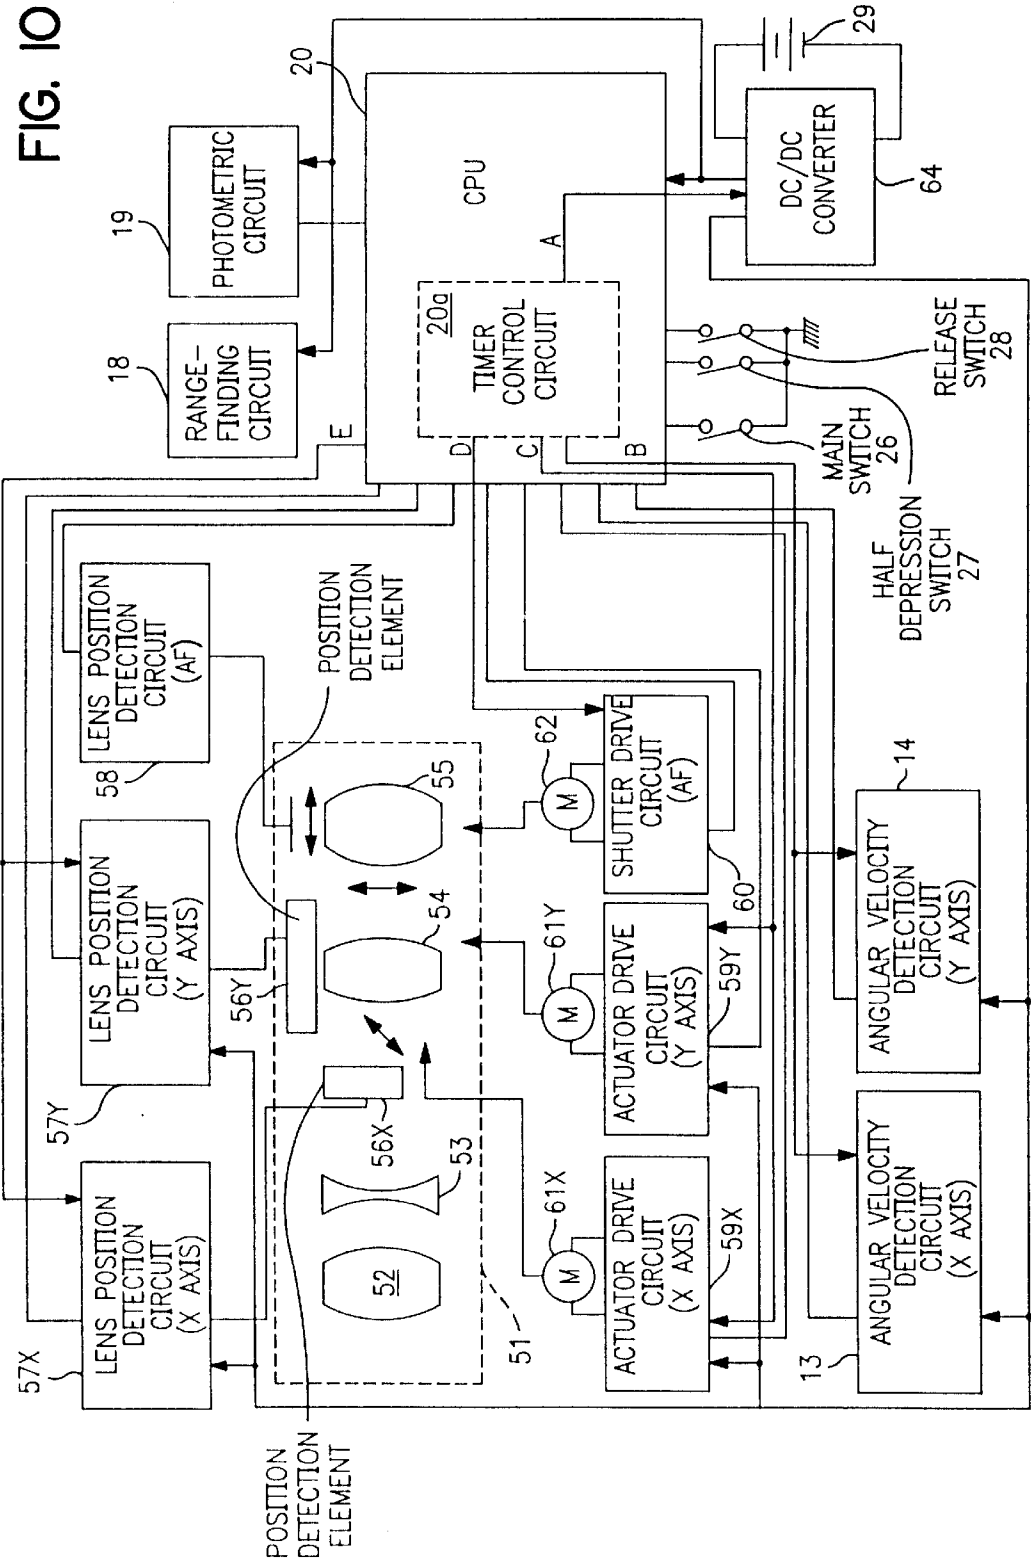 FIG. 10
57X
LENS POSITION
DETECTION
CIRCUIT
(X AXIS)
57Y
LENS POSITION
DETECTION
CIRCUIT
(Y AXIS)
58
LENS POSITION
DETECTION
CIRCUIT
(AF)
18
RANGE-
FINDING
CIRCUIT
19
PHOTOMETRIC
CIRCUIT
20
E
POSITION
DETECTION
ELEMENT
POSITION
DETECTION
ELEMENT
52
53
56X
56Y
54
55
51
CPU
20a
TIMER
CONTROL
CIRCUIT
A
D
C
B
61X
M
61Y
M
62
M
ACTUATOR DRIVE
CIRCUIT
(X AXIS)
59X
ACTUATOR DRIVE
CIRCUIT
(Y AXIS)
59Y
SHUTTER DRIVE
CIRCUIT
(AF)
60
29
DC/DC
CONVERTER
64
MAIN
SWITCH
26
HALF
DEPRESSION
SWITCH
27
RELEASE
SWITCH
28
13
ANGULAR VELOCITY
DETECTION
CIRCUIT
(X AXIS)
14
ANGULAR VELOCITY
DETECTION
CIRCUIT
(Y AXIS)